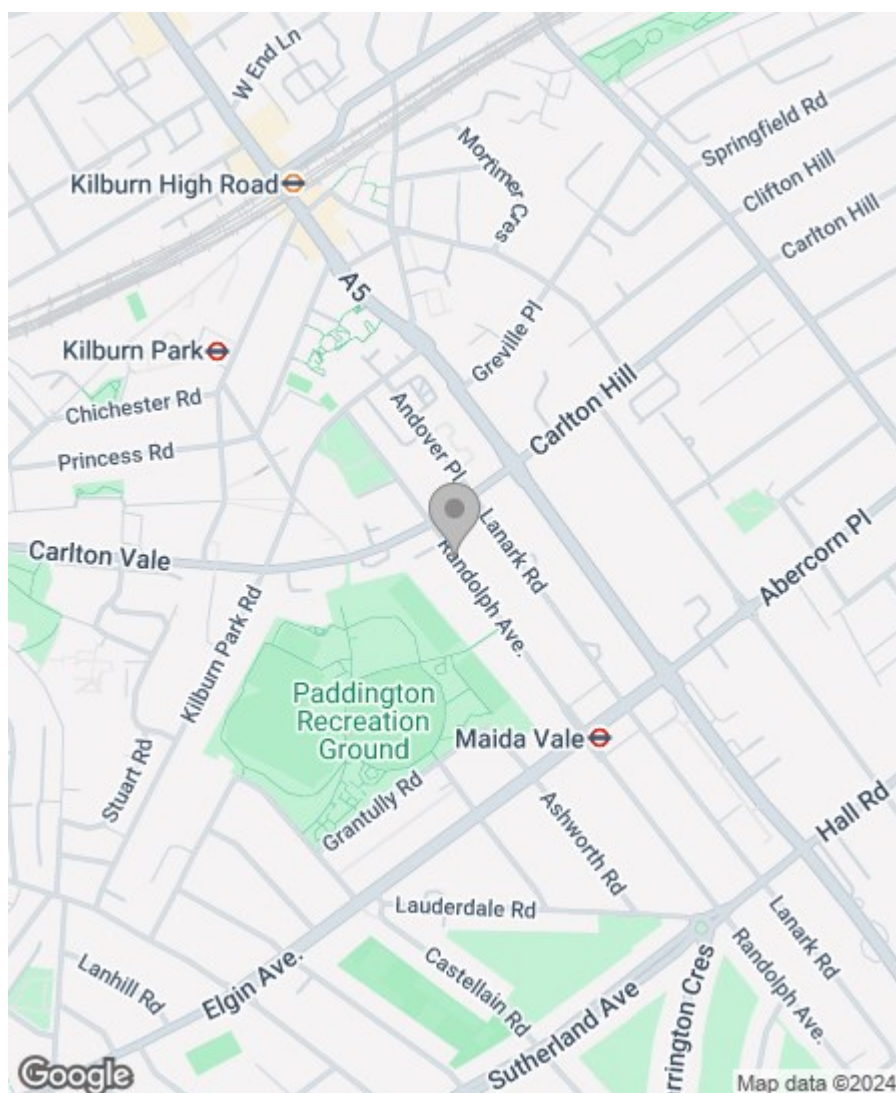 W End Ln
Springfield Rd
Mortimer Cres
Clifton Hill
Kilburn High Road
Carlton Hill
A5
Greville Pl
Kilburn Park
Chichester Rd
Carlton Hill
Andover Pl
Princess Rd
Lanark Rd
Abercorn Pl
Carlton Vale
Randolph Ave.
Kilburn Park Rd
Paddington
Recreation
Ground
Maida Vale
Stuart Rd
Grantully Rd
Ashworth Rd
Hall Rd
Lauderdale Rd
Lanark Rd
Lanhill Rd
Elgin Ave.
Castellain Rd
Randolph Ave.
Sutherland Ave
rrington Cres
Google
Map data ©2024